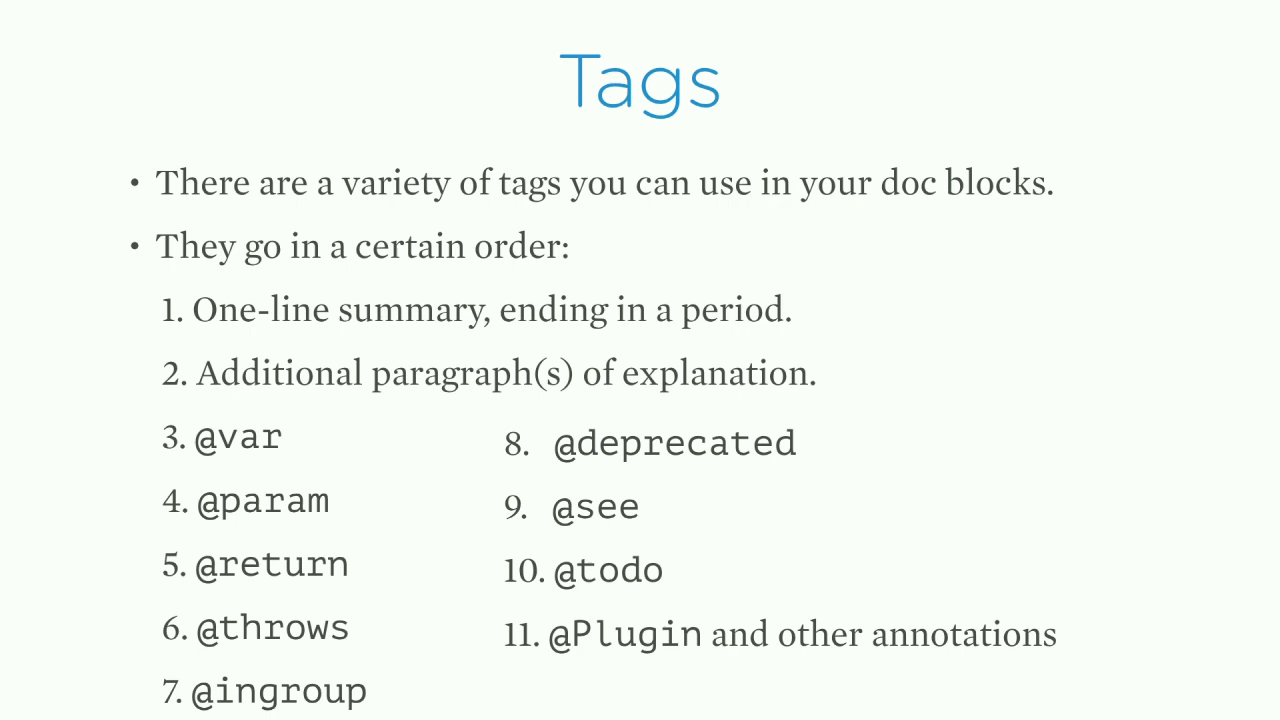 Tags
• There are a variety of tags you can use in your doc blocks.
• They go in a certain order:
1. One-line summary, ending in a period.
2. Additional paragraph(s) of explanation.
3. @var
4. @param
5. @return
6. @throws
7. @ingroup
8. @deprecated
9. @see
10. @todo
11. @Plugin and other annotations